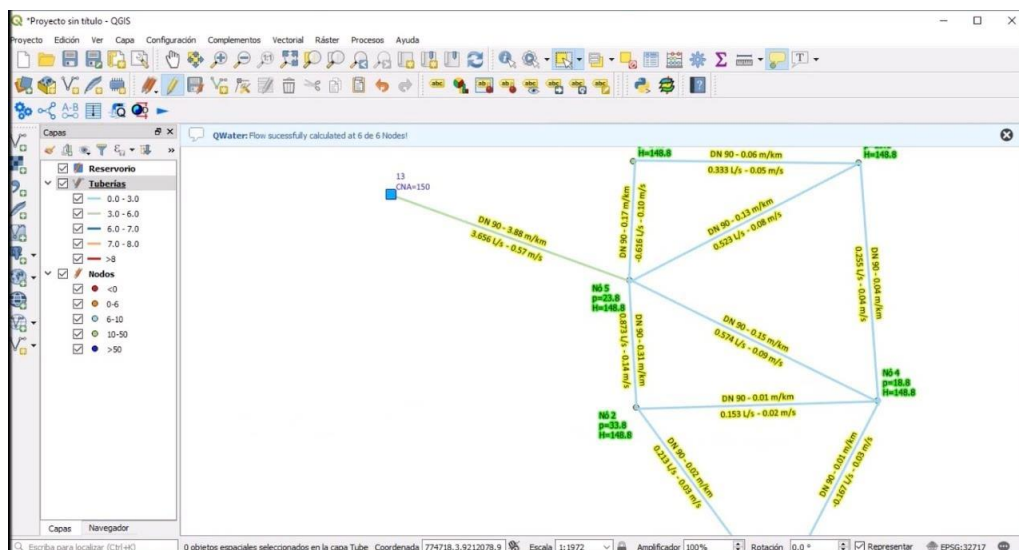 *Proyecto sin título - QGIS
Proyecto Edición Ver Capa Configuración Complementos Vectorial Ráster Procesos Ayuda
Capas
QWater: Flow sucessfully calculated at 6 de 6 Nodes!
Reservorio
Tuberías
0.0 - 3.0
3.0 - 6.0
6.0 - 7.0
7.0 - 8.0
>8
Nodos
<0
0-6
6-10
10-50
>50
13
CNA=150
DN 90 - 3.88 m/km
3.656 L/s - 0.57 m/s
H=148.8
DN 90 - 0.06 m/km
0.333 L/s - 0.05 m/s
H=148.8
DN 90 - 0.17 m/km
-0.616 L/s - 0.10 m/s
DN 90 - 0.13 m/km
0.523 L/s - 0.08 m/s
DN 90 - 0.04 m/km
0.255 L/s - 0.04 m/s
Nó 5
p=23.8
H=148.8
DN 90 - 0.31 m/km
0.873 L/s - 0.14 m/s
DN 90 - 0.15 m/km
0.574 L/s - 0.09 m/s
Nó 4
p=18.8
H=148.8
DN 90 - 0.01 m/km
0.153 L/s - 0.02 m/s
Nó 2
p=33.8
H=148.8
DN 90 - 0.02 m/km
0.213 L/s - 0.03 m/s
DN 90 - 0.01 m/km
-0.167 L/s - 0.03 m/s
Capas Navegador
Escriba para localizar (Ctrl+K) 0 objetos espaciales seleccionados en la capa Tube Coordenada 774718.3,9212078.9 Escala 1:1972 Amplificador 100% Rotación 0.0 ° Representar EPSG:32717